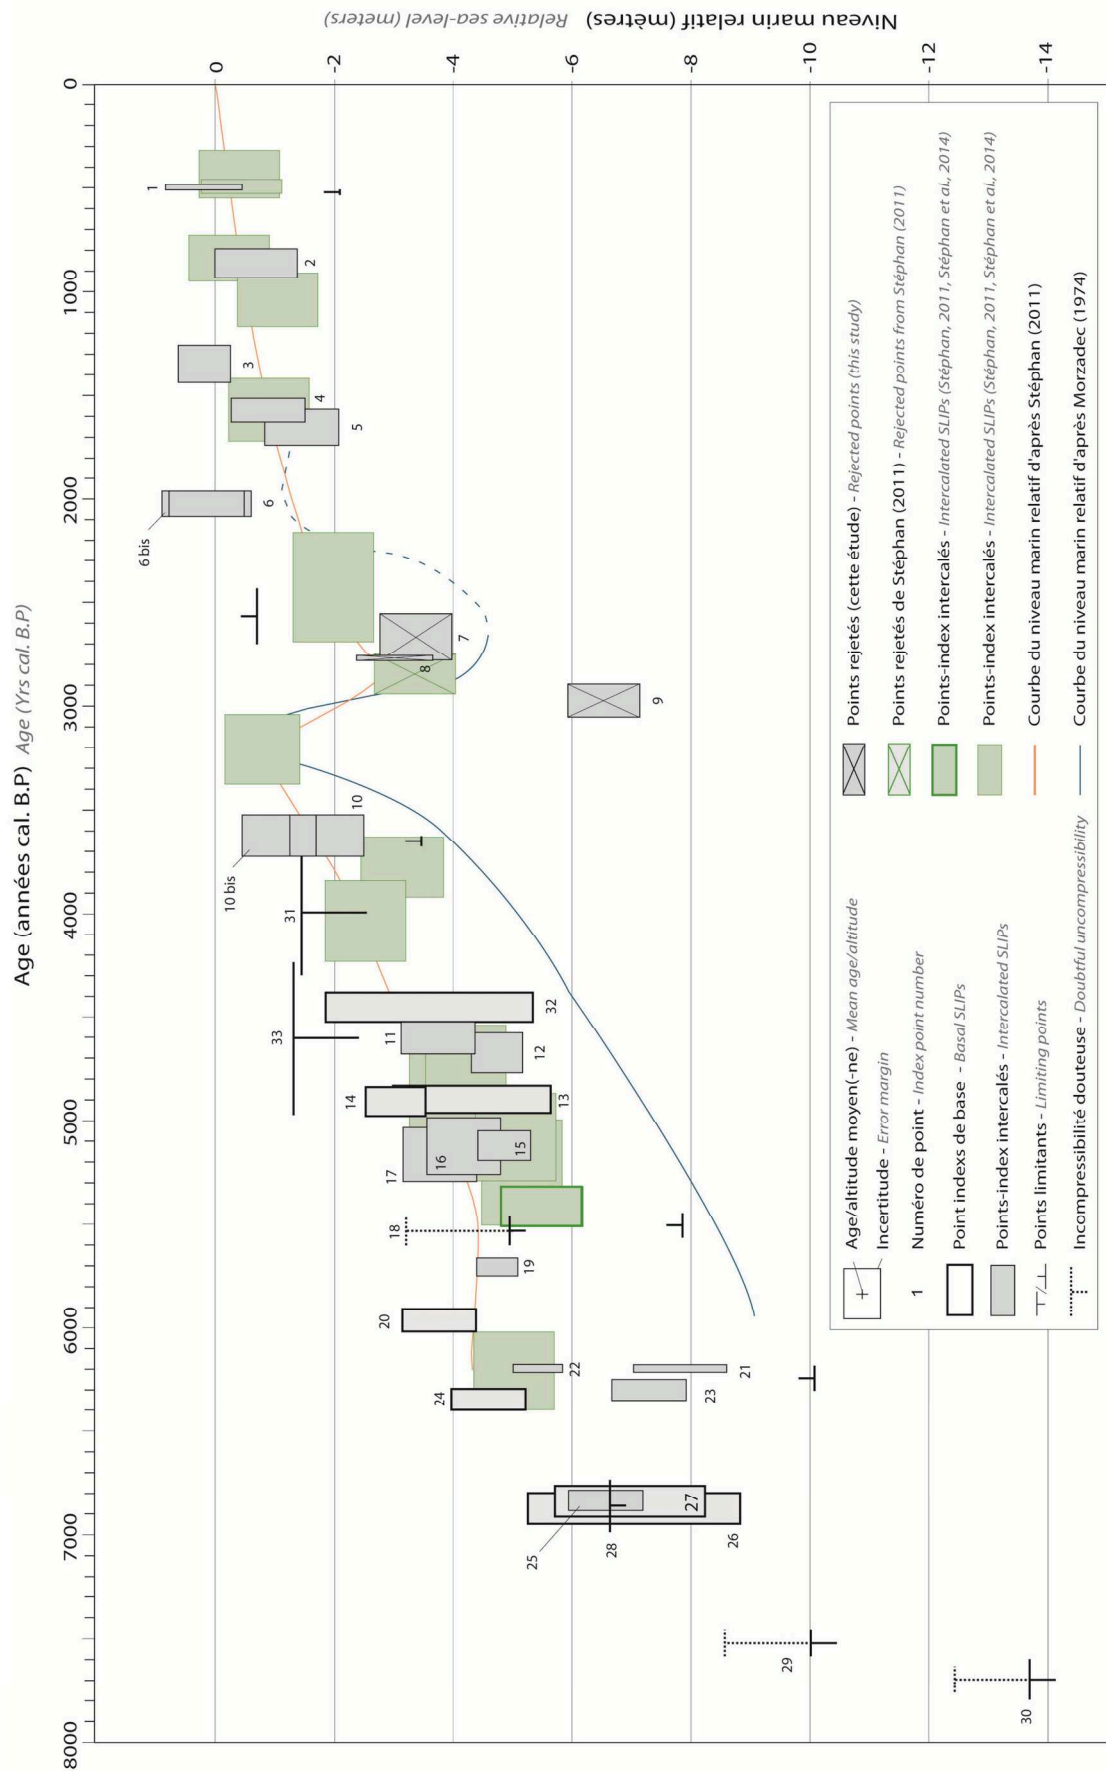 Age (années cal. B.P) Age (Yrs cal. B.P)
8000
7000
6000
5000
4000
3000
2000
1000
0
Niveau marin relatif (mètres) Relative sea-level (meters)
0
-2
-4
-6
-8
-10
-12
-14
1
2
3
4
5
6
6 bis
7
8
9
10
10 bis
11
12
13
14
15
16
17
18
19
20
21
22
23
24
25
26
27
28
29
30
31
32
33
Age/altitude moyen(-ne) - Mean age/altitude
Incertitude - Error margin
1 Numéro de point - Index point number
Point indexs de base - Basal SLIPs
Points-index intercalés - Intercalated SLIPs
Points limitants - Limiting points
Incompressibilité douteuse - Doubtful uncompressibility
Points rejetés (cette étude) - Rejected points (this study)
Points rejetés de Stéphan (2011) - Rejected points from Stéphan (2011)
Points-index intercalés - Intercalated SLIPs (Stéphan, 2011, Stéphan et al., 2014)
Points-index intercalés - Intercalated SLIPs (Stéphan, 2011, Stéphan et al., 2014)
Courbe du niveau marin relatif d'après Stéphan (2011)
Courbe du niveau marin relatif d'après Morzadec (1974)